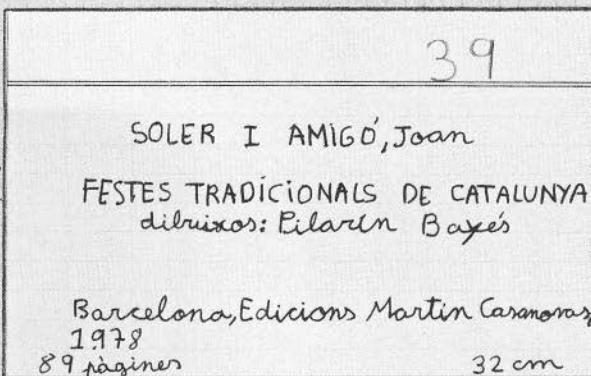 39
SOLER I AMIGÓ, Joan
FESTES TRADICIONALS DE CATALUNYA
dibuixos: Pilarín Bayés
Barcelona, Edicions Martin Casanovas,
1978
89 pàgines 32 cm